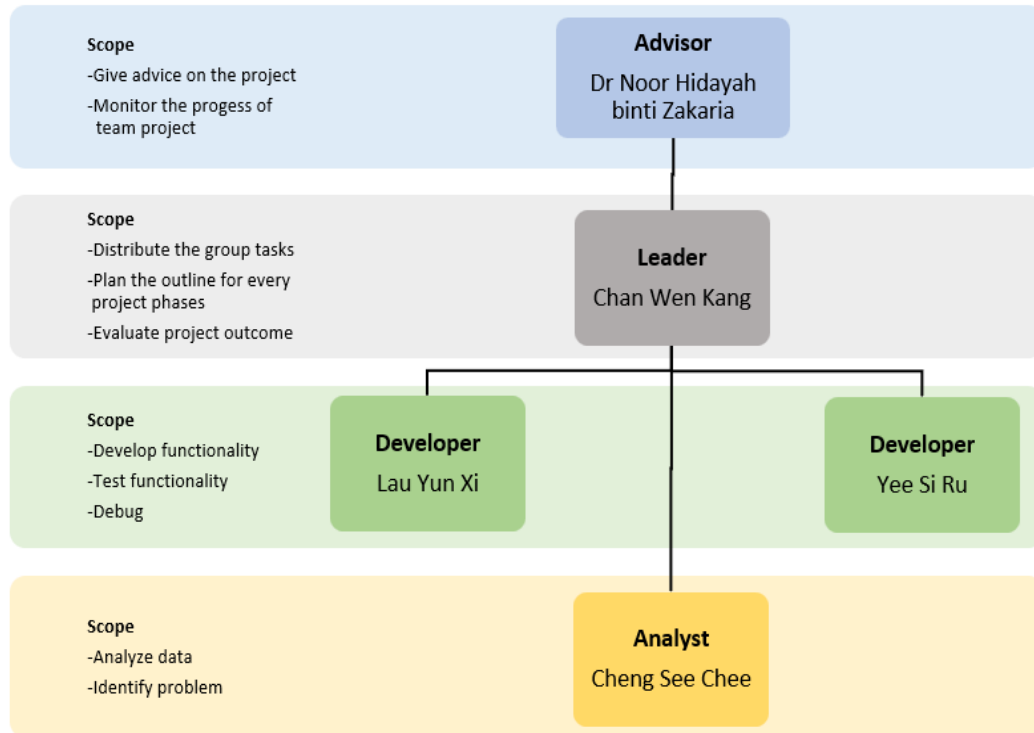 Scope
-Give advice on the project
-Monitor the progess of
team project
Advisor
Dr Noor Hidayah
binti Zakaria
Scope
-Distribute the group tasks
-Plan the outline for every
project phases
-Evaluate project outcome
Leader
Chan Wen Kang
Scope
-Develop functionality
-Test functionality
-Debug
Developer
Lau Yun Xi
Developer
Yee Si Ru
Scope
-Analyze data
-Identify problem
Analyst
Cheng See Chee